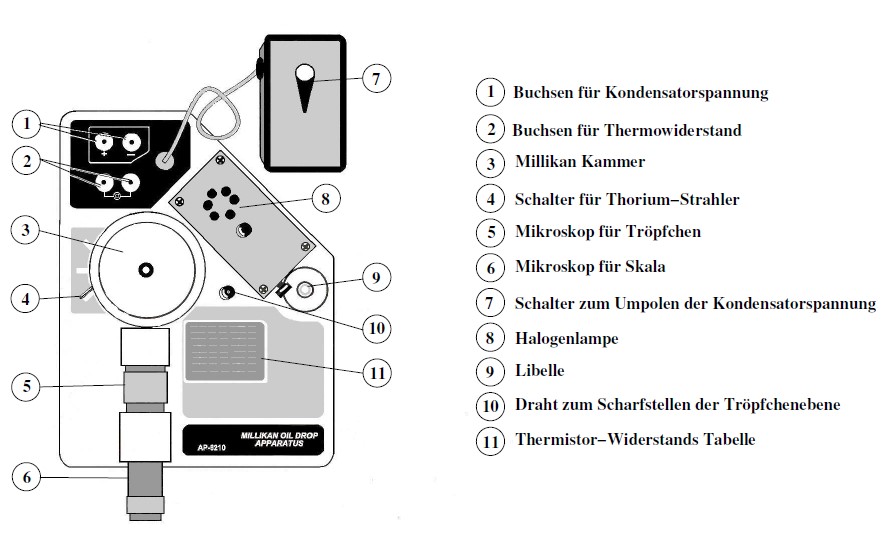 1 Buchsen für Kondensatorspannung
2 Buchsen für Thermowiderstand
3 Millikan Kammer
4 Schalter für Thorium−Strahler
5 Mikroskop für Tröpfchen
6 Mikroskop für Skala
7 Schalter zum Umpolen der Kondensatorspannung
8 Halogenlampe
9 Libelle
10 Draht zum Scharfstellen der Tröpfchenebene
11 Thermistor−Widerstands Tabelle
1
2
3
4
5
6
7
8
9
10
11
+ −
MILLIKAN OIL DROP
APPARATUS
AP-8210